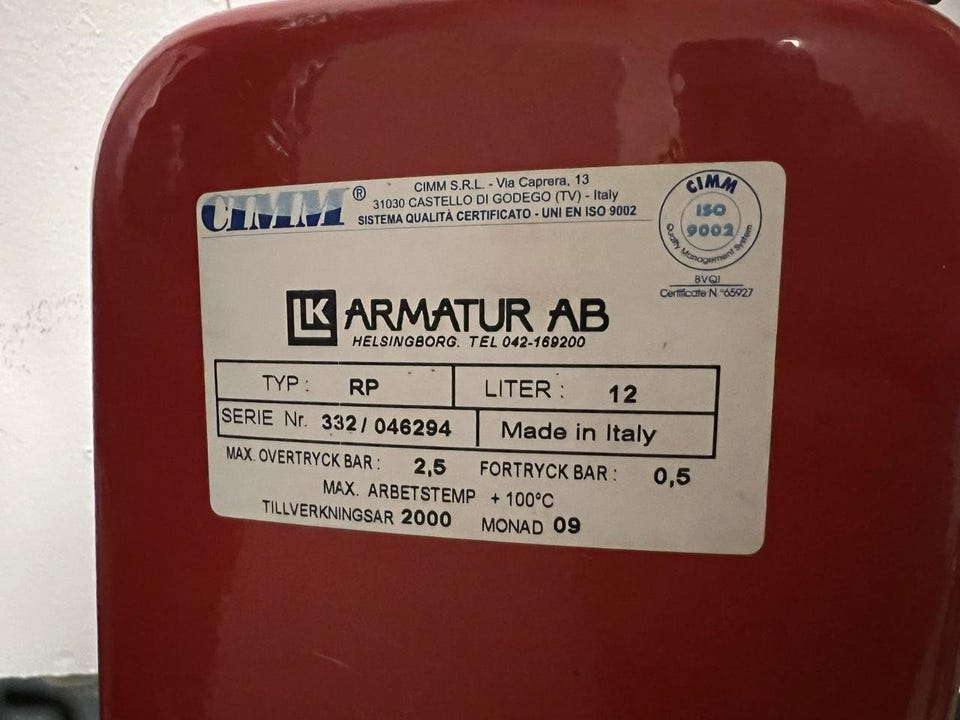 CIMM®
CIMM S.R.L. - Via Caprera, 13
31030 CASTELLO DI GODEGO (TV) - Italy
SISTEMA QUALITÀ CERTIFICATO - UNI EN ISO 9002
CIMM
ISO
9002
Quality Management System
BVQI
Certificate N °65927
LK ARMATUR AB
HELSINGBORG. TEL 042-169200
TYP : RP LITER : 12
SERIE Nr. 332/046294 Made in Italy
MAX. OVERTRYCK BAR : 2,5 FORTRYCK BAR : 0,5
MAX. ARBETSTEMP + 100°C
TILLVERKNINGSAR 2000 MONAD 09